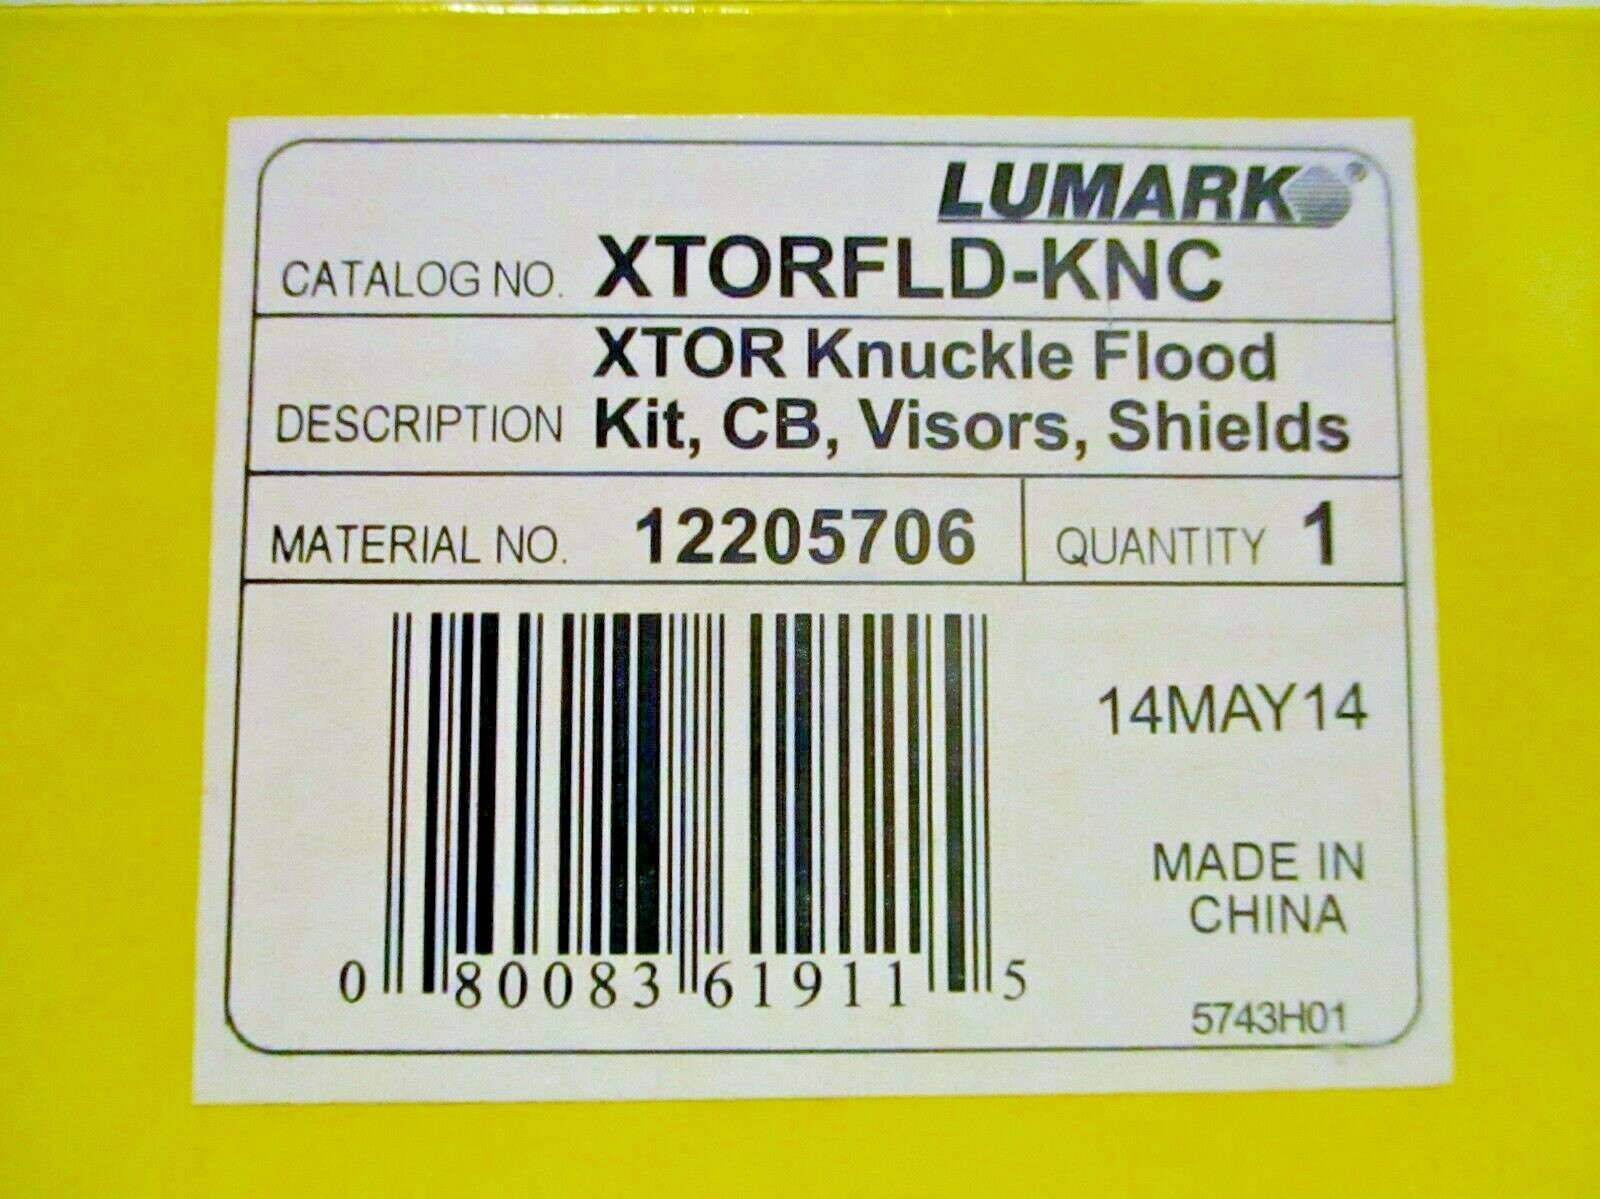 LUMARK®
CATALOG NO. XTORFLD-KNC
DESCRIPTION XTOR Knuckle Flood
Kit, CB, Visors, Shields
MATERIAL NO. 12205706 QUANTITY 1
14MAY14
MADE IN
CHINA
0 80083 61911 5
5743H01